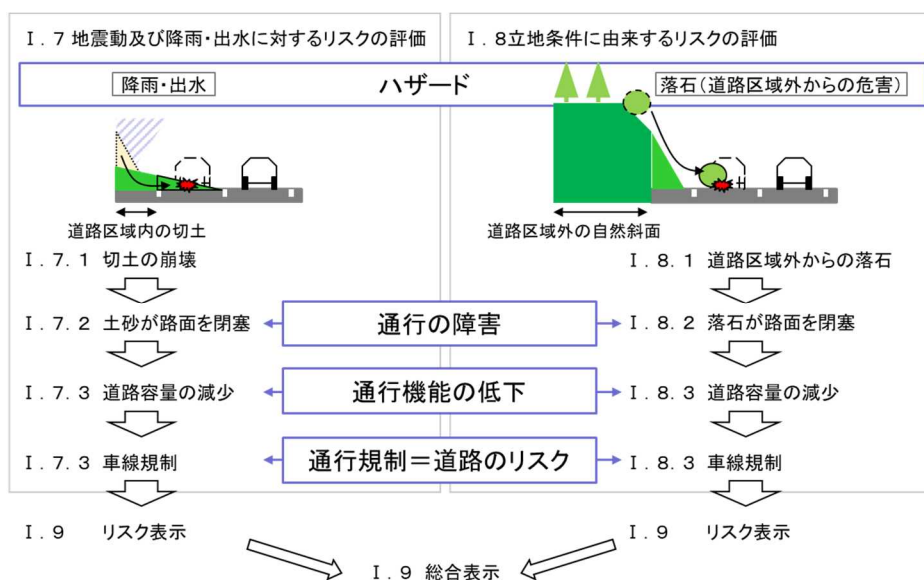 Ⅰ.7 地震動及び降雨・出水に対するリスクの評価
Ⅰ.8立地条件に由来するリスクの評価
ハザード
降雨・出水
落石(道路区域外からの危害)
道路区域内の切土
道路区域外の自然斜面
Ⅰ.7.1 切土の崩壊
Ⅰ.8.1 道路区域外からの落石
Ⅰ.7.2 土砂が路面を閉塞
通行の障害
Ⅰ.8.2 落石が路面を閉塞
Ⅰ.7.3 道路容量の減少
通行機能の低下
Ⅰ.8.3 道路容量の減少
Ⅰ.7.3 車線規制
通行規制=道路のリスク
Ⅰ.8.3 車線規制
Ⅰ.9 リスク表示
Ⅰ.9 リスク表示
Ⅰ.9 総合表示